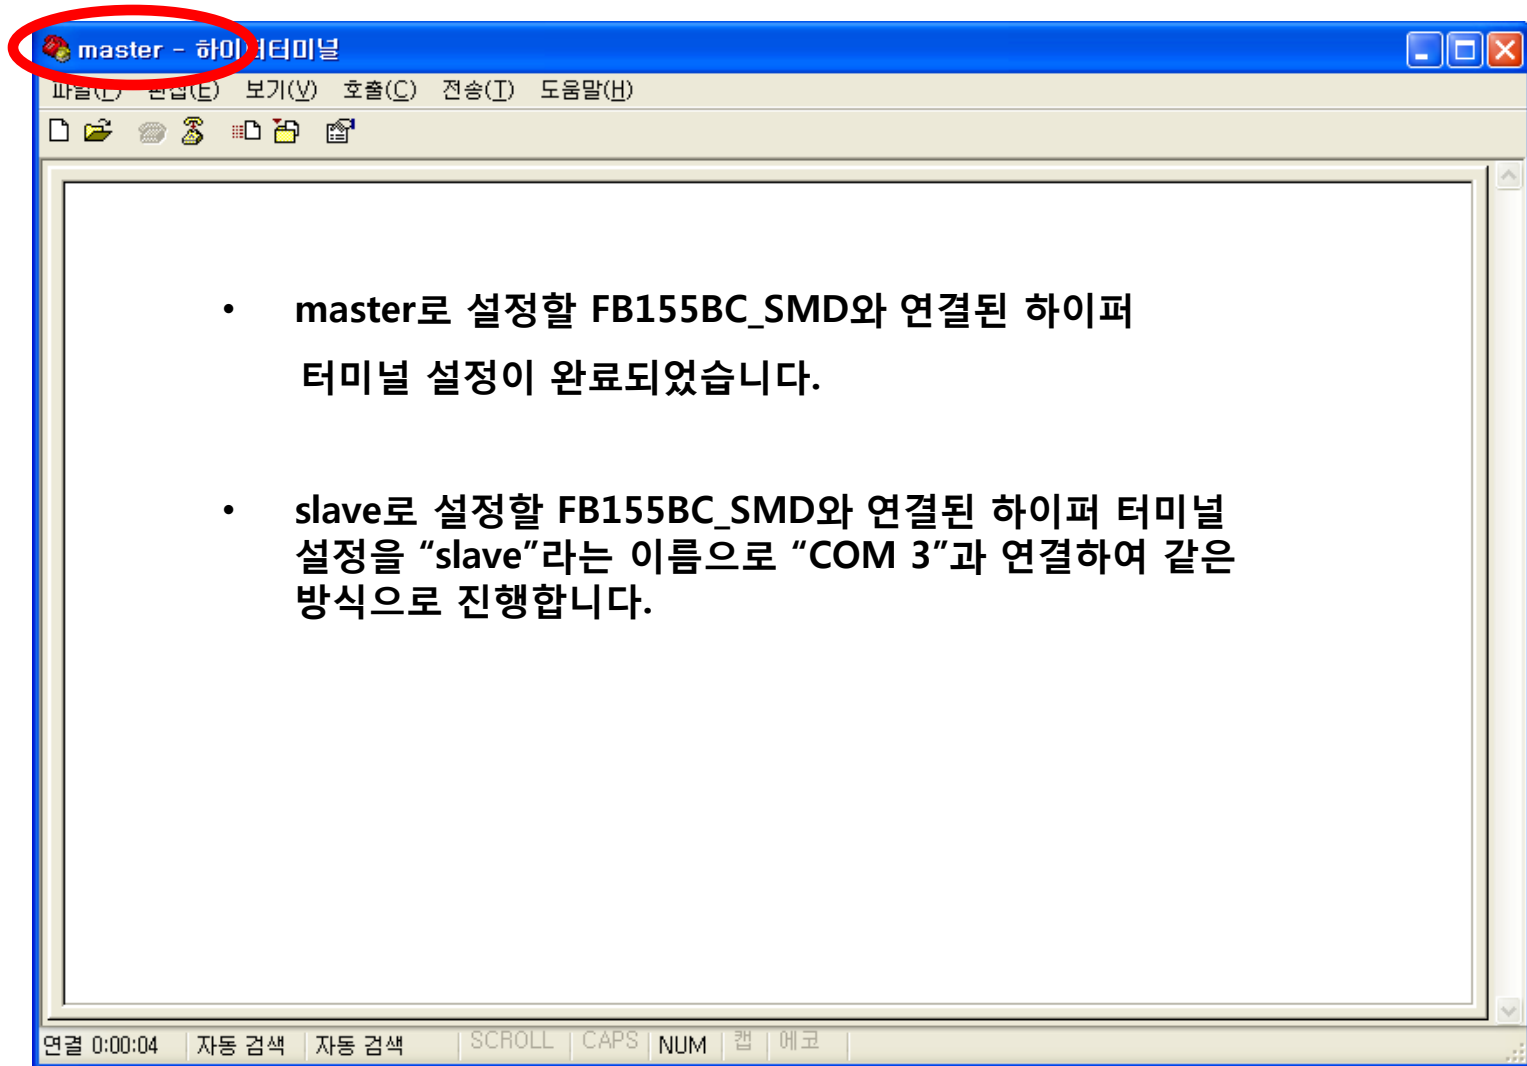 master - 하이퍼터미널
파일(F) 편집(E) 보기(V) 호출(C) 전송(T) 도움말(H)
• master로 설정할 FB155BC_SMD와 연결된 하이퍼
터미널 설정이 완료되었습니다.
• slave로 설정할 FB155BC_SMD와 연결된 하이퍼 터미널
설정을 “slave”라는 이름으로 “COM 3”과 연결하여 같은
방식으로 진행합니다.
연결 0:00:04 자동 검색 자동 검색 SCROLL CAPS NUM 캡 에코